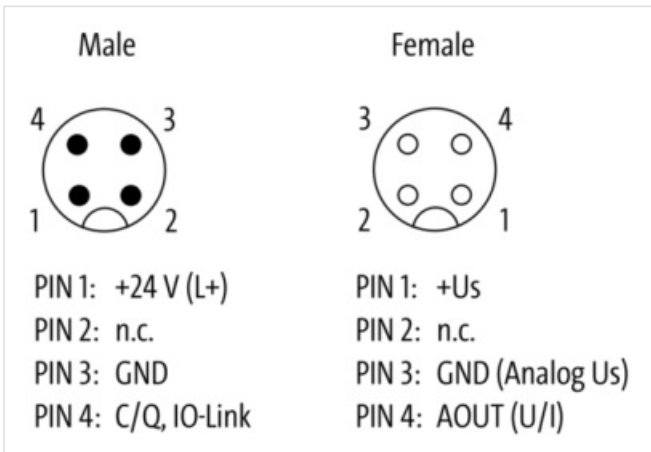 Male Female
4 3 3 4
1 2 2 1
PIN 1: +24 V (L+) PIN 1: +Us
PIN 2: n.c. PIN 2: n.c.
PIN 3: GND PIN 3: GND (Analog Us)
PIN 4: C/Q, IO-Link PIN 4: AOUT (U/I)